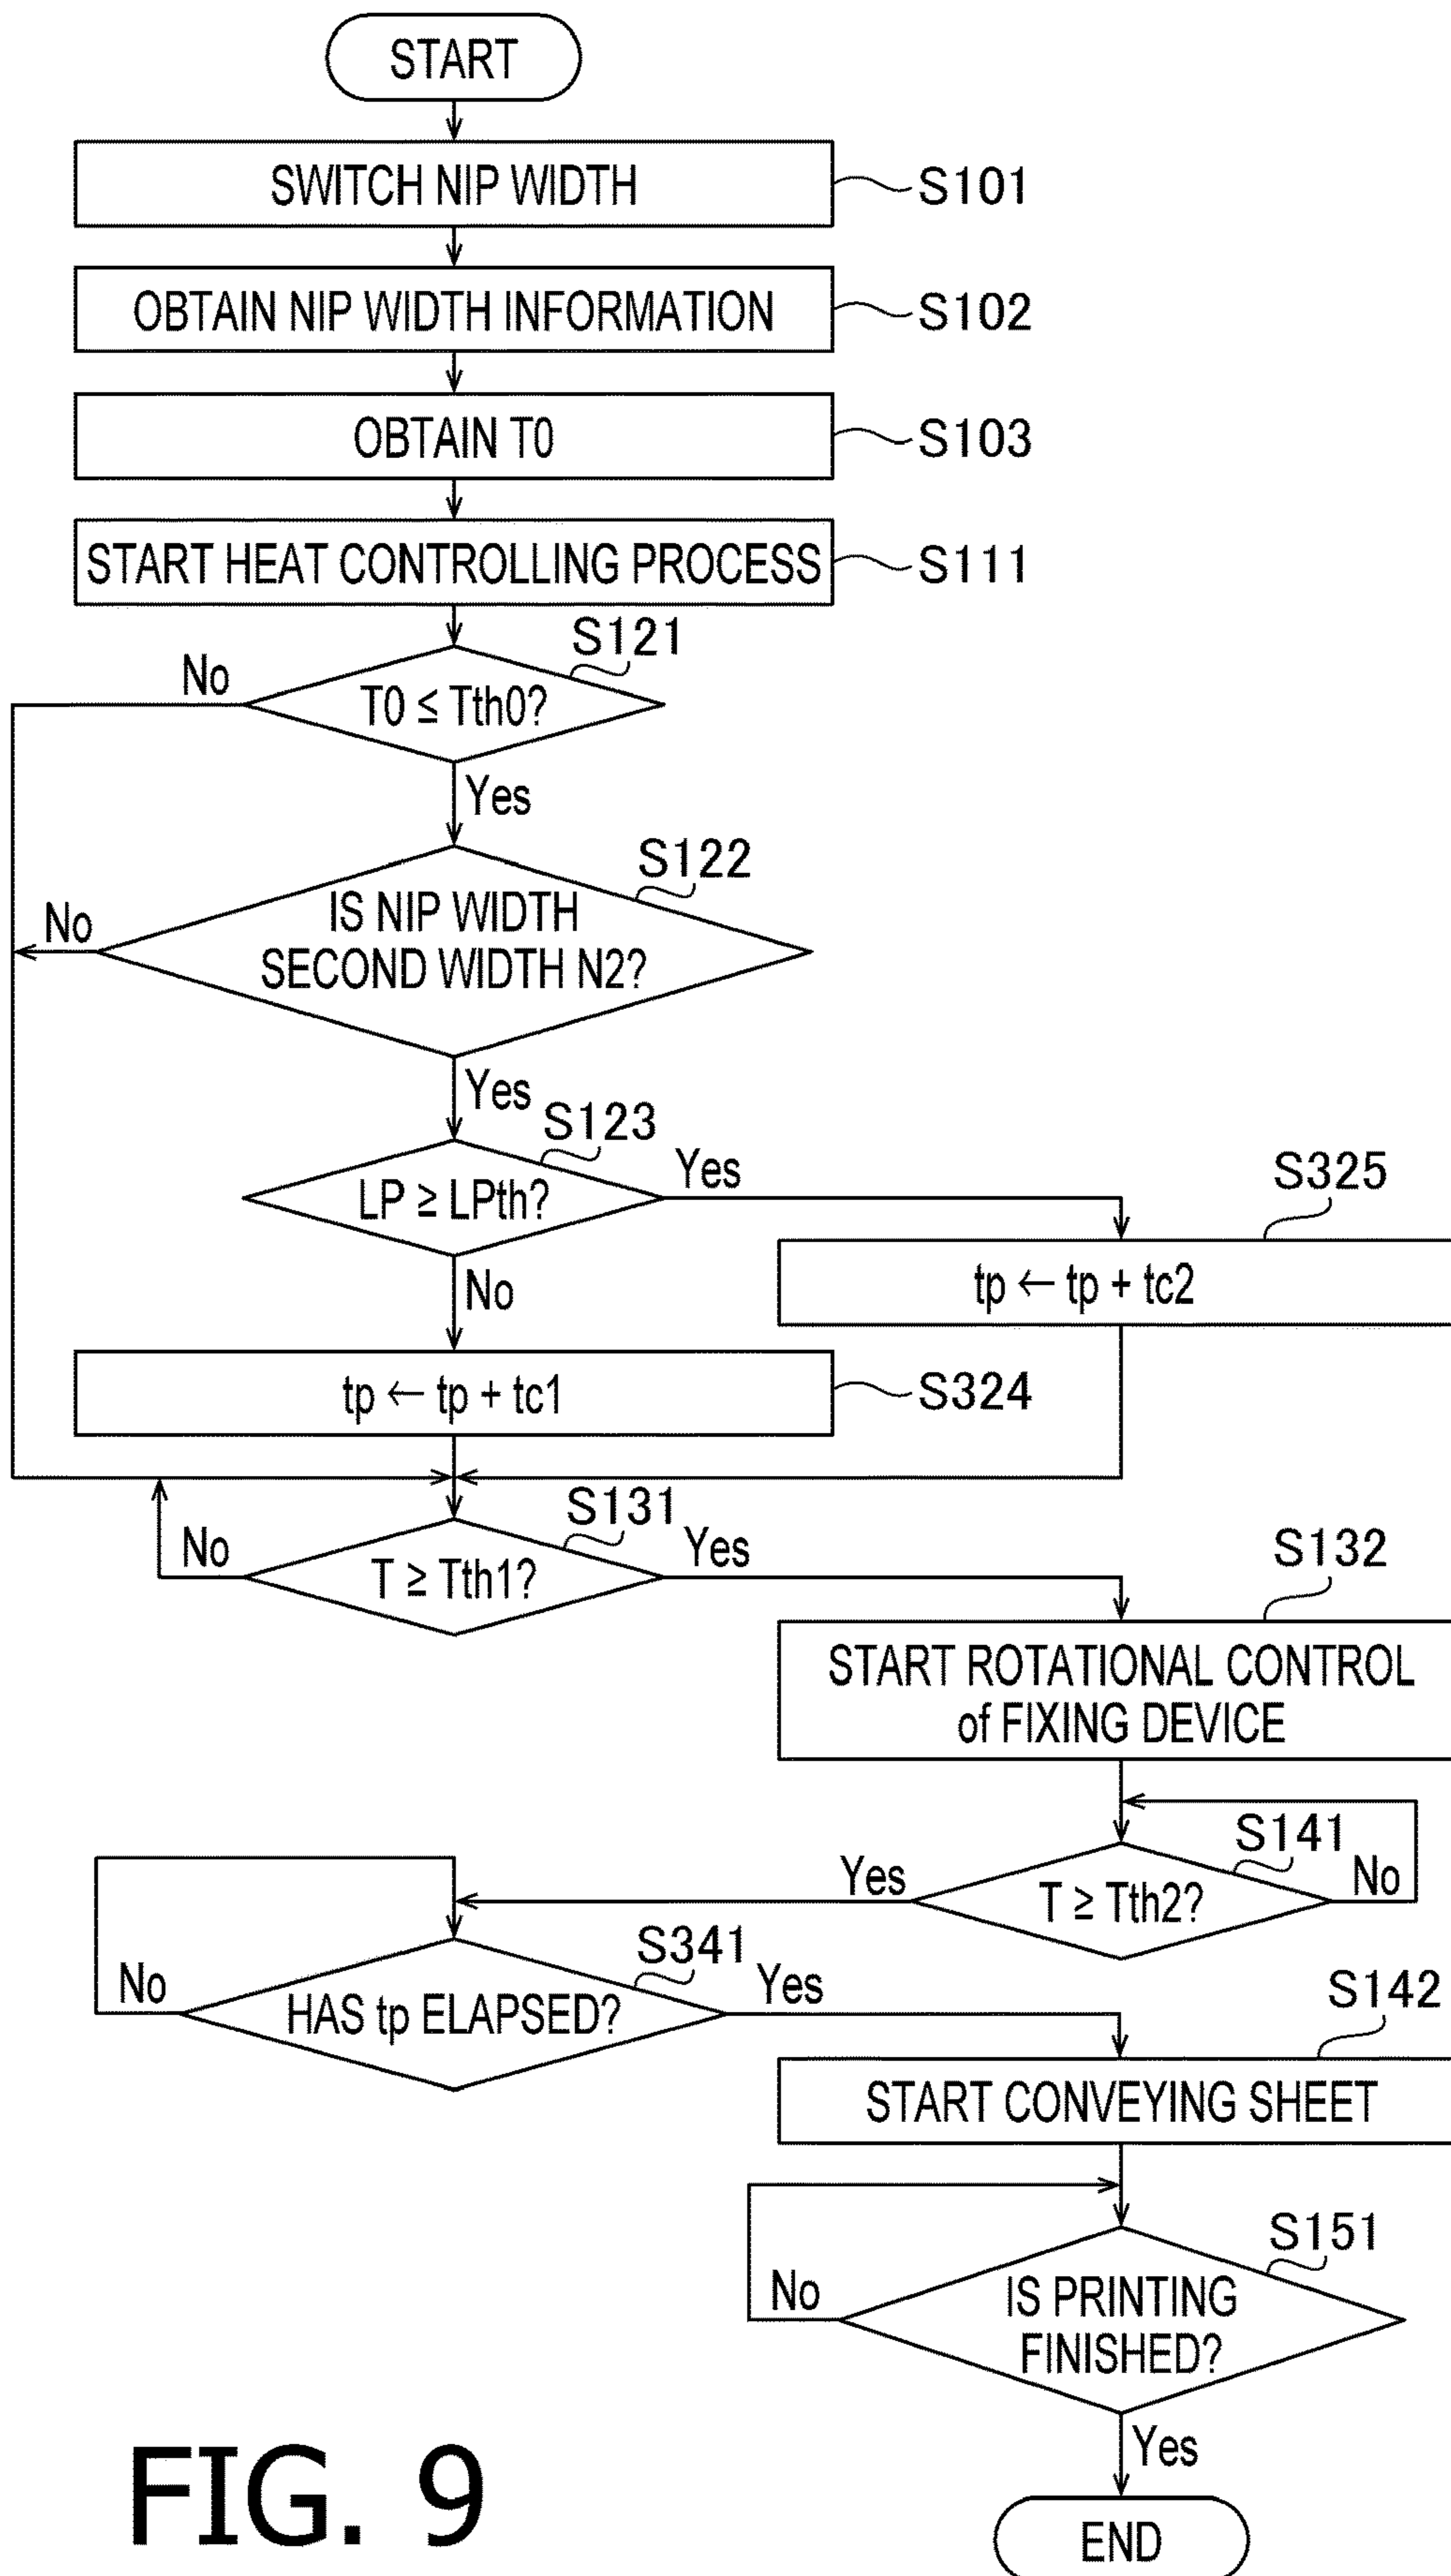 START
SWITCH NIP WIDTH
S101
OBTAIN NIP WIDTH INFORMATION
S102
OBTAIN T0
S103
START HEAT CONTROLLING PROCESS
S111
S121
No
T0 ≤ Tth0?
Yes
S122
No
IS NIP WIDTH
SECOND WIDTH N2?
Yes
S123
LP ≥ LPth?
Yes
S325
tp ← tp + tc2
No
tp ← tp + tc1
S324
S131
No
T ≥ Tth1?
Yes
S132
START ROTATIONAL CONTROL
of FIXING DEVICE
S141
Yes
T ≥ Tth2?
No
S341
No
HAS tp ELAPSED?
Yes
S142
START CONVEYING SHEET
S151
No
IS PRINTING
FINISHED?
Yes
END
FIG. 9